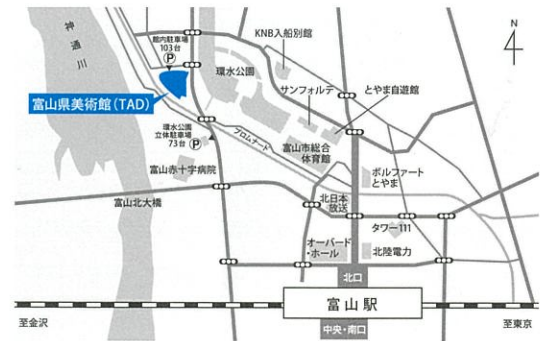 神通川
館内駐車場
103台
P
KNB入船別館
N
4
環水公園
サンフォルテ
とやま自遊館
富山県美術館（TAD）
環水公園
立体駐車場
73台
P
プロムナード
富山市総合
体育館
富山赤十字病院
ボルファート
とやま
富山北大橋
北日本
放送
タワー111
オーバード
・ホール
北陸電力
北口
富山駅
至金沢
至東京
中央・南口